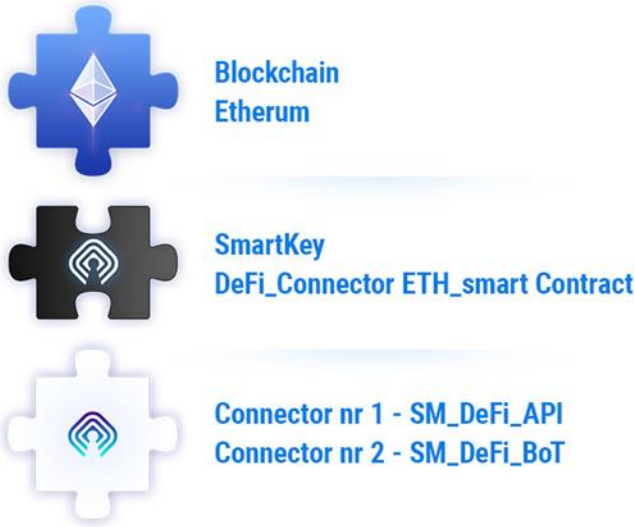 Blockchain
Etherum
SmartKey
DeFi_Connector ETH_smart Contract
Connector nr 1 - SM_DeFi_API
Connector nr 2 - SM_DeFi_BoT